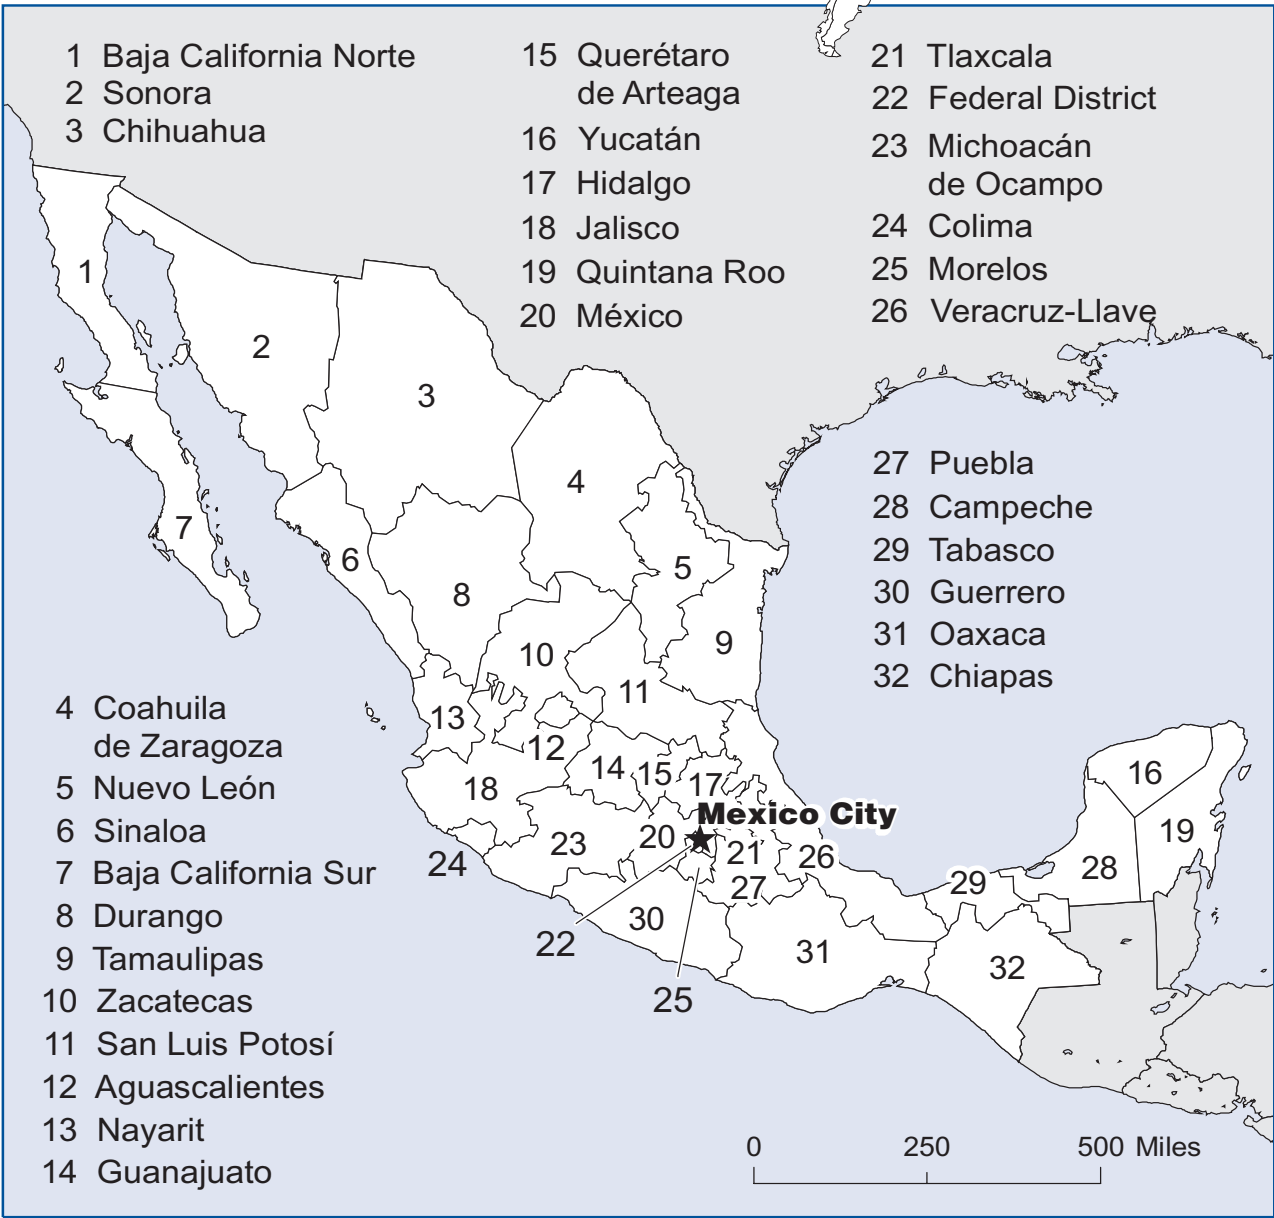 1 Baja California Norte
2 Sonora
3 Chihuahua
15 Querétaro
de Arteaga
16 Yucatán
17 Hidalgo
18 Jalisco
19 Quintana Roo
20 México
21 Tlaxcala
22 Federal District
23 Michoacán
de Ocampo
24 Colima
25 Morelos
26 Veracruz-Llave
27 Puebla
28 Campeche
29 Tabasco
30 Guerrero
31 Oaxaca
32 Chiapas
4 Coahuila
de Zaragoza
5 Nuevo León
6 Sinaloa
7 Baja California Sur
8 Durango
9 Tamaulipas
10 Zacatecas
11 San Luis Potosí
12 Aguascalientes
13 Nayarit
14 Guanajuato
1
2
3
4
7
6
5
8
9
10
11
13
12
14
15
17
18
16
Mexico City
19
20
23
21
26
24
28
29
27
30
22
31
32
25
0 250 500 Miles